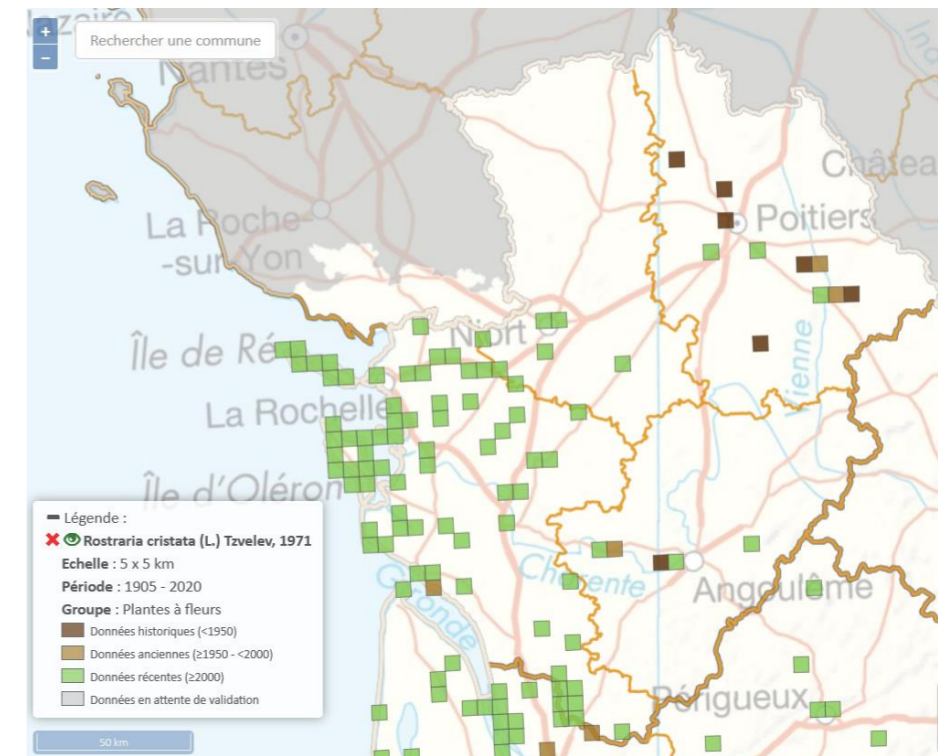 +
Rechercher une commune
−
Nantes
Châtea
La Roche-
-sur-Yon
Poitiers
Niort
Île de Ré
Vienne
La Rochelle
Île d'Oléron
Charente
Angoulême
Gironde
Périgueux
Légende :
Rostraria cristata (L.) Tzvelev, 1971
Echelle : 5 x 5 km
Période : 1905 - 2020
Groupe : Plantes à fleurs
Données historiques (<1950)
Données anciennes (≥1950 - <2000)
Données récentes (≥2000)
Données en attente de validation
50 km